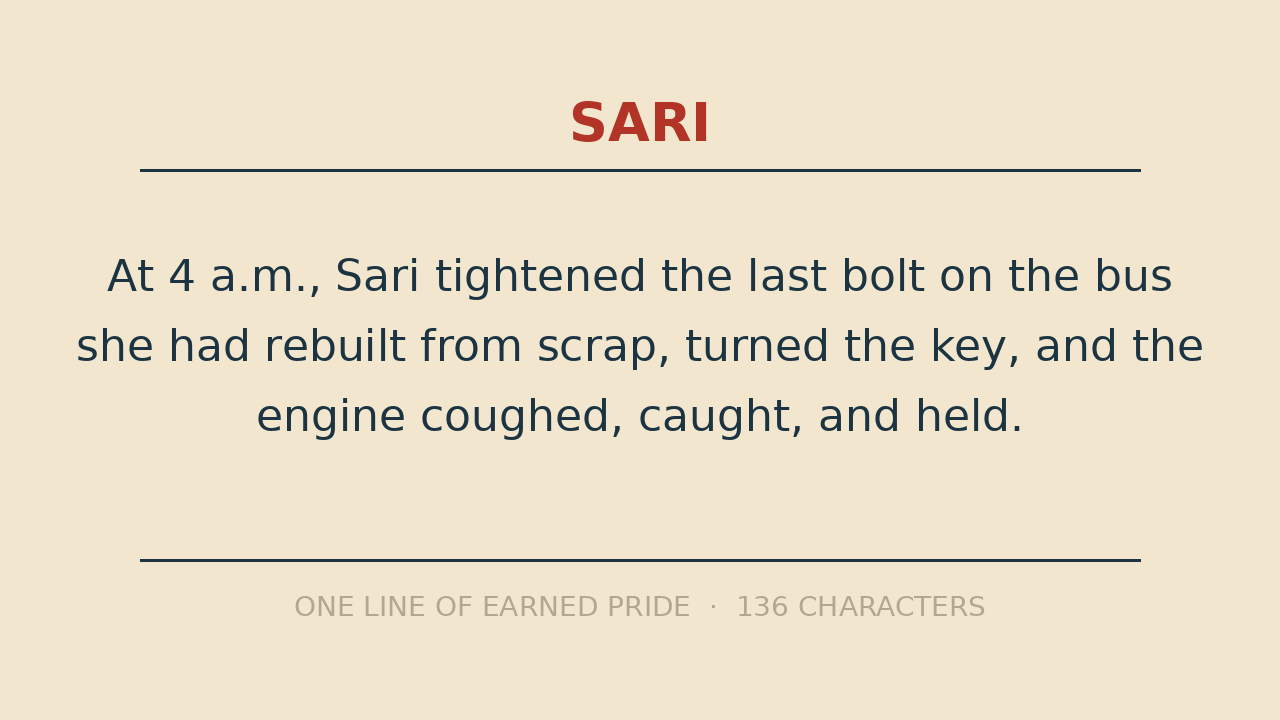 SARI
At 4 a.m., Sari tightened the last bolt on the bus
she had rebuilt from scrap, turned the key, and the
engine coughed, caught, and held.
ONE LINE OF EARNED PRIDE · 136 CHARACTERS